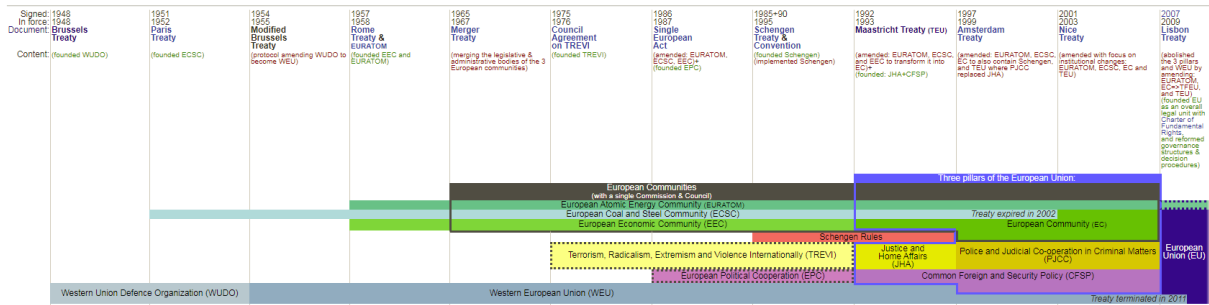 Signed:
In force:
Document:
Content:
1948
1948
Brussels
Treaty
(founded WUDO)
1951
1952
Paris
Treaty
(founded ECSC)
1954
1955
Modified
Brussels
Treaty
(protocol amending WUDO to
become WEU)
1957
1958
Rome
Treaty &
EURATOM
(founded EEC and
EURATOM)
1965
1967
Merger
Treaty
(merging the legislative &
administrative bodies of the 3
European communities)
1975
1976
Council
Agreement
on TREVI
(founded TREVI)
1986
1987
Single
European
Act
(amended: EURATOM,
ECSC, EEC)+
(founded EPC)
1985+90
1995
Schengen
Treaty &
Convention
(founded Schengen)
(implemented Schengen)
1992
1993
Maastricht Treaty (TEU)
(amended: EURATOM, ECSC,
and EEC to transform it into
EC)+
(founded: JHA+CFSP)
1997
1999
Amsterdam
Treaty
(amended: EURATOM, ECSC,
EC to also contain Schengen,
and TEU where PJCC
replaced JHA)
2001
2003
Nice
Treaty
(amended with focus on
institutional changes:
EURATOM, ECSC, EC and
TEU)
2007
2009
Lisbon
Treaty
(abolished
the 3 pillars
and WEU by
amending:
EURATOM,
EC=>TFEU,
and TEU)
(founded EU
as an overall
legal unit with
Charter of
Fundamental
Rights,
and reformed
governance
structures &
decision
procedures)
Three pillars of the European Union:
European Communities
(with a single Commission & Council)
European Atomic Energy Community (EURATOM)
European Coal and Steel Community (ECSC)
Treaty expired in 2002
European Economic Community (EEC)
European Community (EC)
Schengen Rules
Terrorism, Radicalism, Extremism and Violence Internationally (TREVI)
Justice and
Home Affairs
(JHA)
Police and Judicial Co-operation in Criminal Matters
(PJCC)
European
Union (EU)
European Political Cooperation (EPC)
Common Foreign and Security Policy (CFSP)
Western Union Defence Organization (WUDO)
Western European Union (WEU)
Treaty terminated in 2011